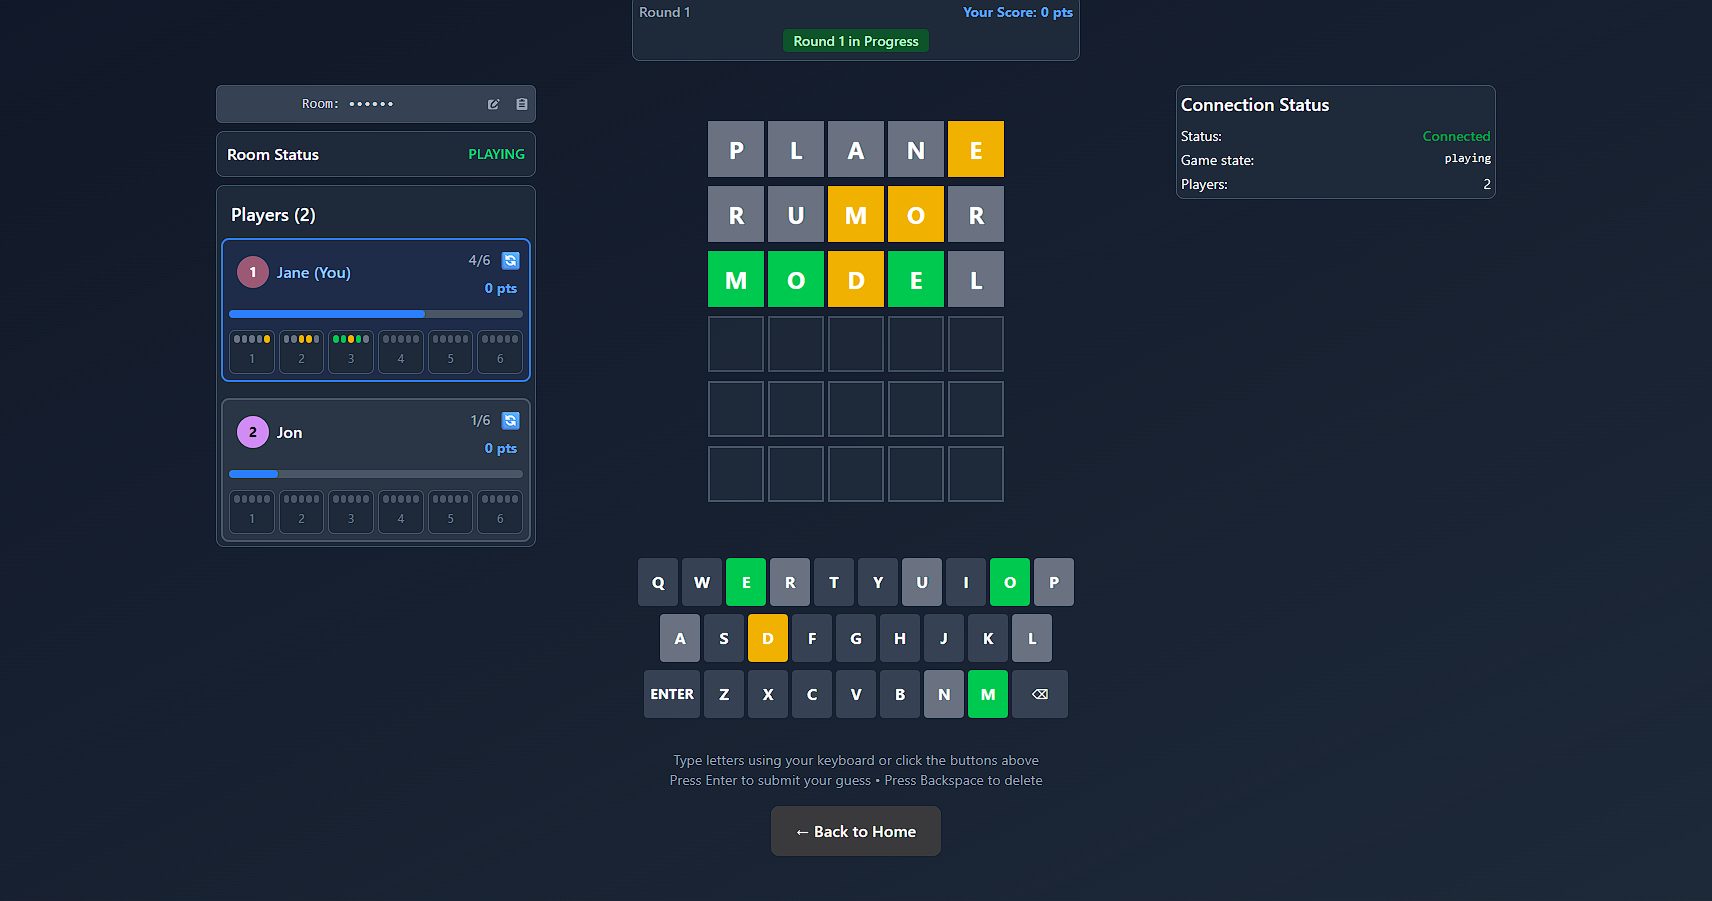 Round 1
Your Score: 0 pts
Round 1 in Progress
Room: ••••••
Room Status
PLAYING
Players (2)
1
Jane (You)
4/6
0 pts
1 2 3 4 5 6
2
Jon
1/6
0 pts
1 2 3 4 5 6
P L A N E
R U M O R
M O D E L
Q W E R T Y U I O P
A S D F G H J K L
ENTER Z X C V B N M ⌫
Type letters using your keyboard or click the buttons above
Press Enter to submit your guess • Press Backspace to delete
← Back to Home
Connection Status
Status: Connected
Game state: playing
Players: 2